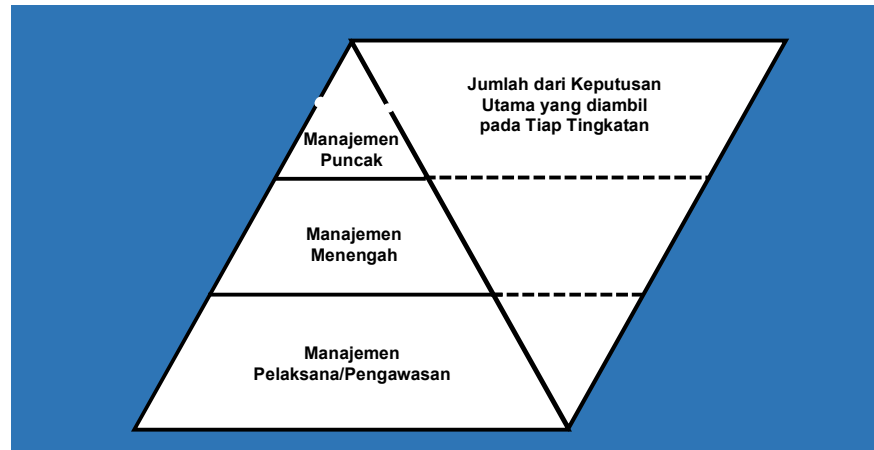 Jumlah dari Keputusan
Utama yang diambil
pada Tiap Tingkatan
Manajemen
Puncak
Manajemen
Menengah
Manajemen
Pelaksana/Pengawasan